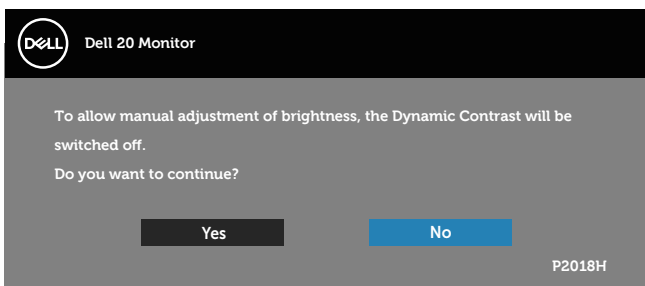 DELL Dell 20 Monitor
To allow manual adjustment of brightness, the Dynamic Contrast will be
switched off.
Do you want to continue?
Yes No
P2018H